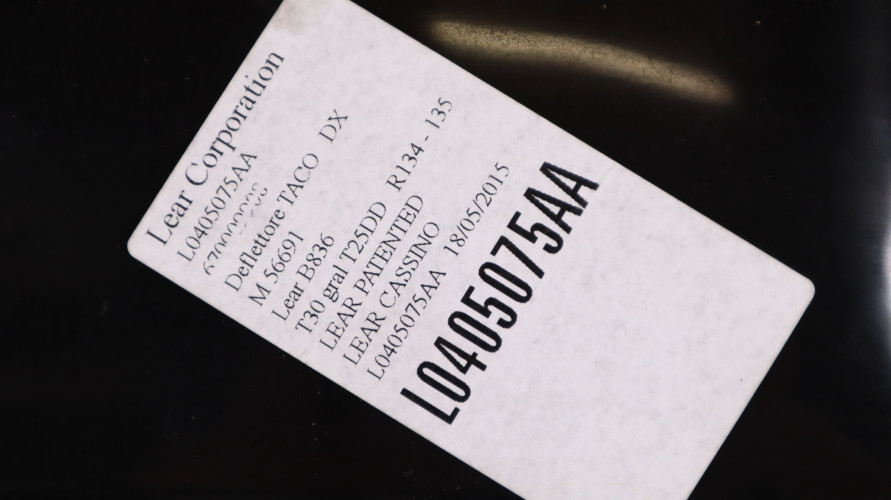 Lear Corporation
L0405075AA
Deflettore TACO DX
M 56691
Lear B836
T30 gral T25DD R134 - 135
LEAR PATENTED
LEAR CASSINO
L0405075AA 18/05/2015
L0405075AA